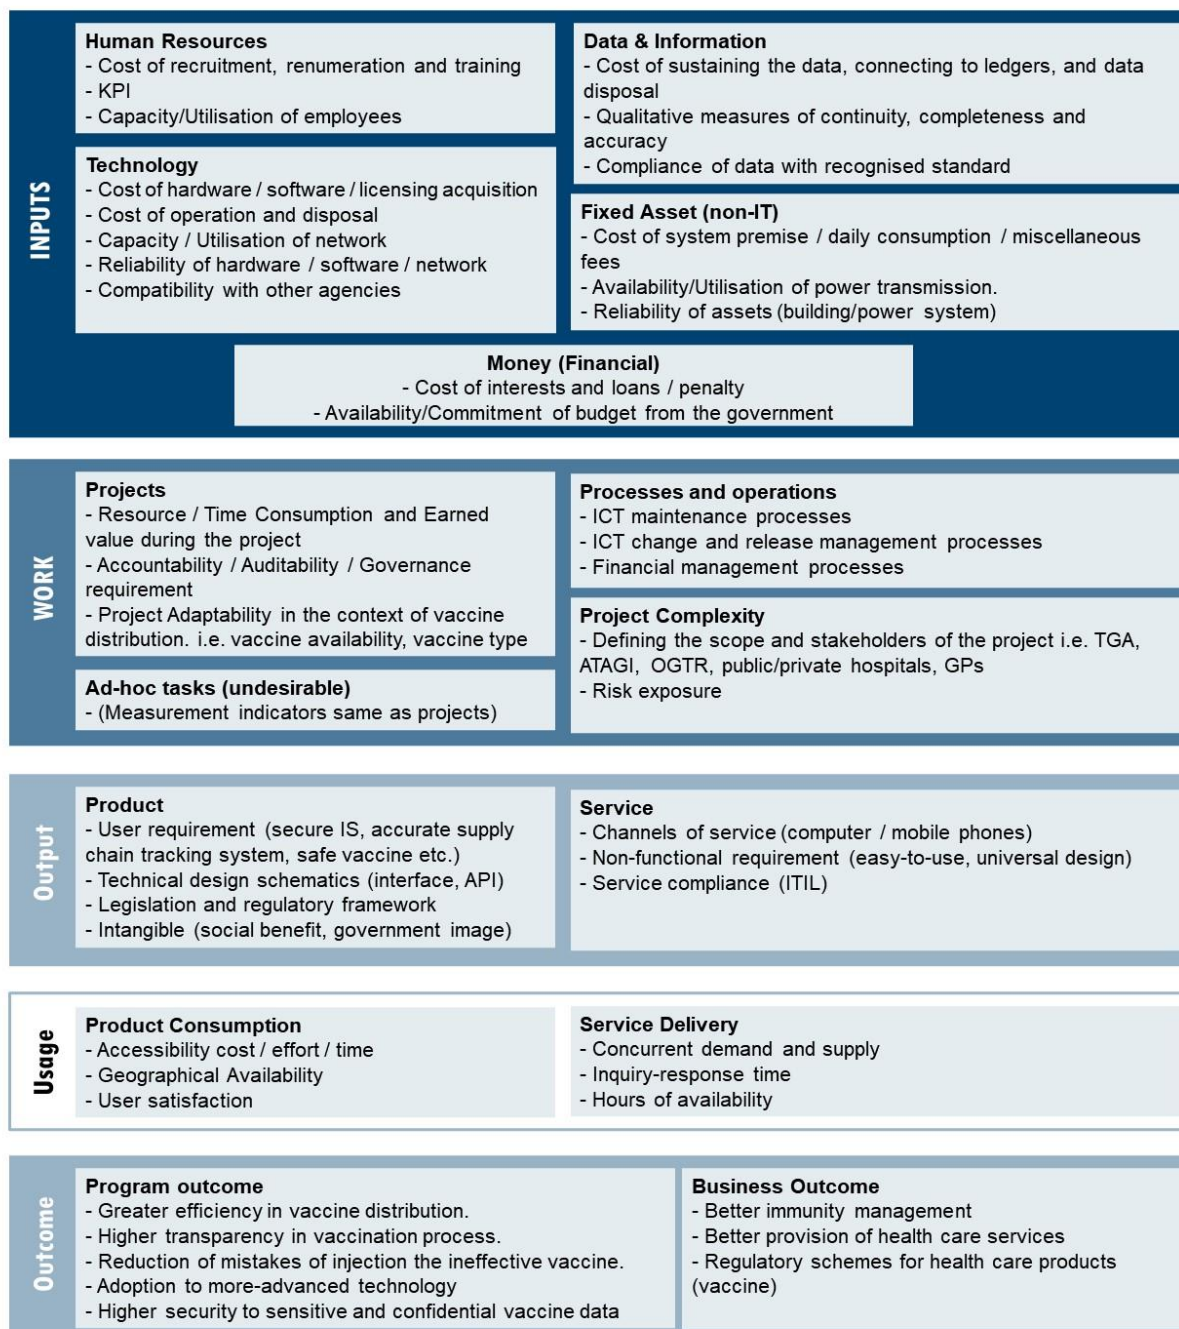 INPUTS
Human Resources
- Cost of recruitment, renumeration and training
- KPI
- Capacity/Utilisation of employees
Technology
- Cost of hardware / software / licensing acquisition
- Cost of operation and disposal
- Capacity / Utilisation of network
- Reliability of hardware / software / network
- Compatibility with other agencies
Data & Information
- Cost of sustaining the data, connecting to ledgers, and data
disposal
- Qualitative measures of continuity, completeness and
accuracy
- Compliance of data with recognised standard
Fixed Asset (non-IT)
- Cost of system premise / daily consumption / miscellaneous
fees
- Availability/Utilisation of power transmission.
- Reliability of assets (building/power system)
Money (Financial)
- Cost of interests and loans / penalty
- Availability/Commitment of budget from the government
WORK
Projects
- Resource / Time Consumption and Earned
value during the project
- Accountability / Auditability / Governance
requirement
- Project Adaptability in the context of vaccine
distribution. i.e. vaccine availability, vaccine type
Ad-hoc tasks (undesirable)
- (Measurement indicators same as projects)
Processes and operations
- ICT maintenance processes
- ICT change and release management processes
- Financial management processes
Project Complexity
- Defining the scope and stakeholders of the project i.e. TGA,
ATAGI, OGTR, public/private hospitals, GPs
- Risk exposure
Output
Product
- User requirement (secure IS, accurate supply
chain tracking system, safe vaccine etc.)
- Technical design schematics (interface, API)
- Legislation and regulatory framework
- Intangible (social benefit, government image)
Service
- Channels of service (computer / mobile phones)
- Non-functional requirement (easy-to-use, universal design)
- Service compliance (ITIL)
Usage
Product Consumption
- Accessibility cost / effort / time
- Geographical Availability
- User satisfaction
Service Delivery
- Concurrent demand and supply
- Inquiry-response time
- Hours of availability
Outcome
Program outcome
- Greater efficiency in vaccine distribution.
- Higher transparency in vaccination process.
- Reduction of mistakes of injection the ineffective vaccine.
- Adoption to more-advanced technology
- Higher security to sensitive and confidential vaccine data
Business Outcome
- Better immunity management
- Better provision of health care services
- Regulatory schemes for health care products
(vaccine)